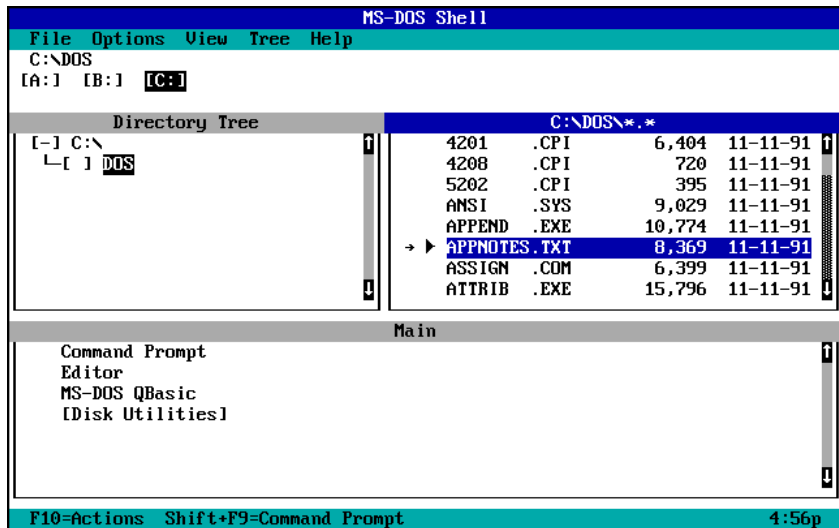 MS-DOS Shell
File Options View Tree Help
C:\DOS
[A:] [B:] [C:]
Directory Tree
[-] C:\
[ ] DOS
C:\DOS\*.*
4201 .CPI 6,404 11-11-91
4208 .CPI 720 11-11-91
5202 .CPI 395 11-11-91
ANSI .SYS 9,029 11-11-91
APPEND .EXE 10,774 11-11-91
APPNOTES.TXT 8,369 11-11-91
ASSIGN .COM 6,399 11-11-91
ATTRIB .EXE 15,796 11-11-91
Main
Command Prompt
Editor
MS-DOS QBasic
[Disk Utilities]
F10=Actions Shift+F9=Command Prompt 4:56p